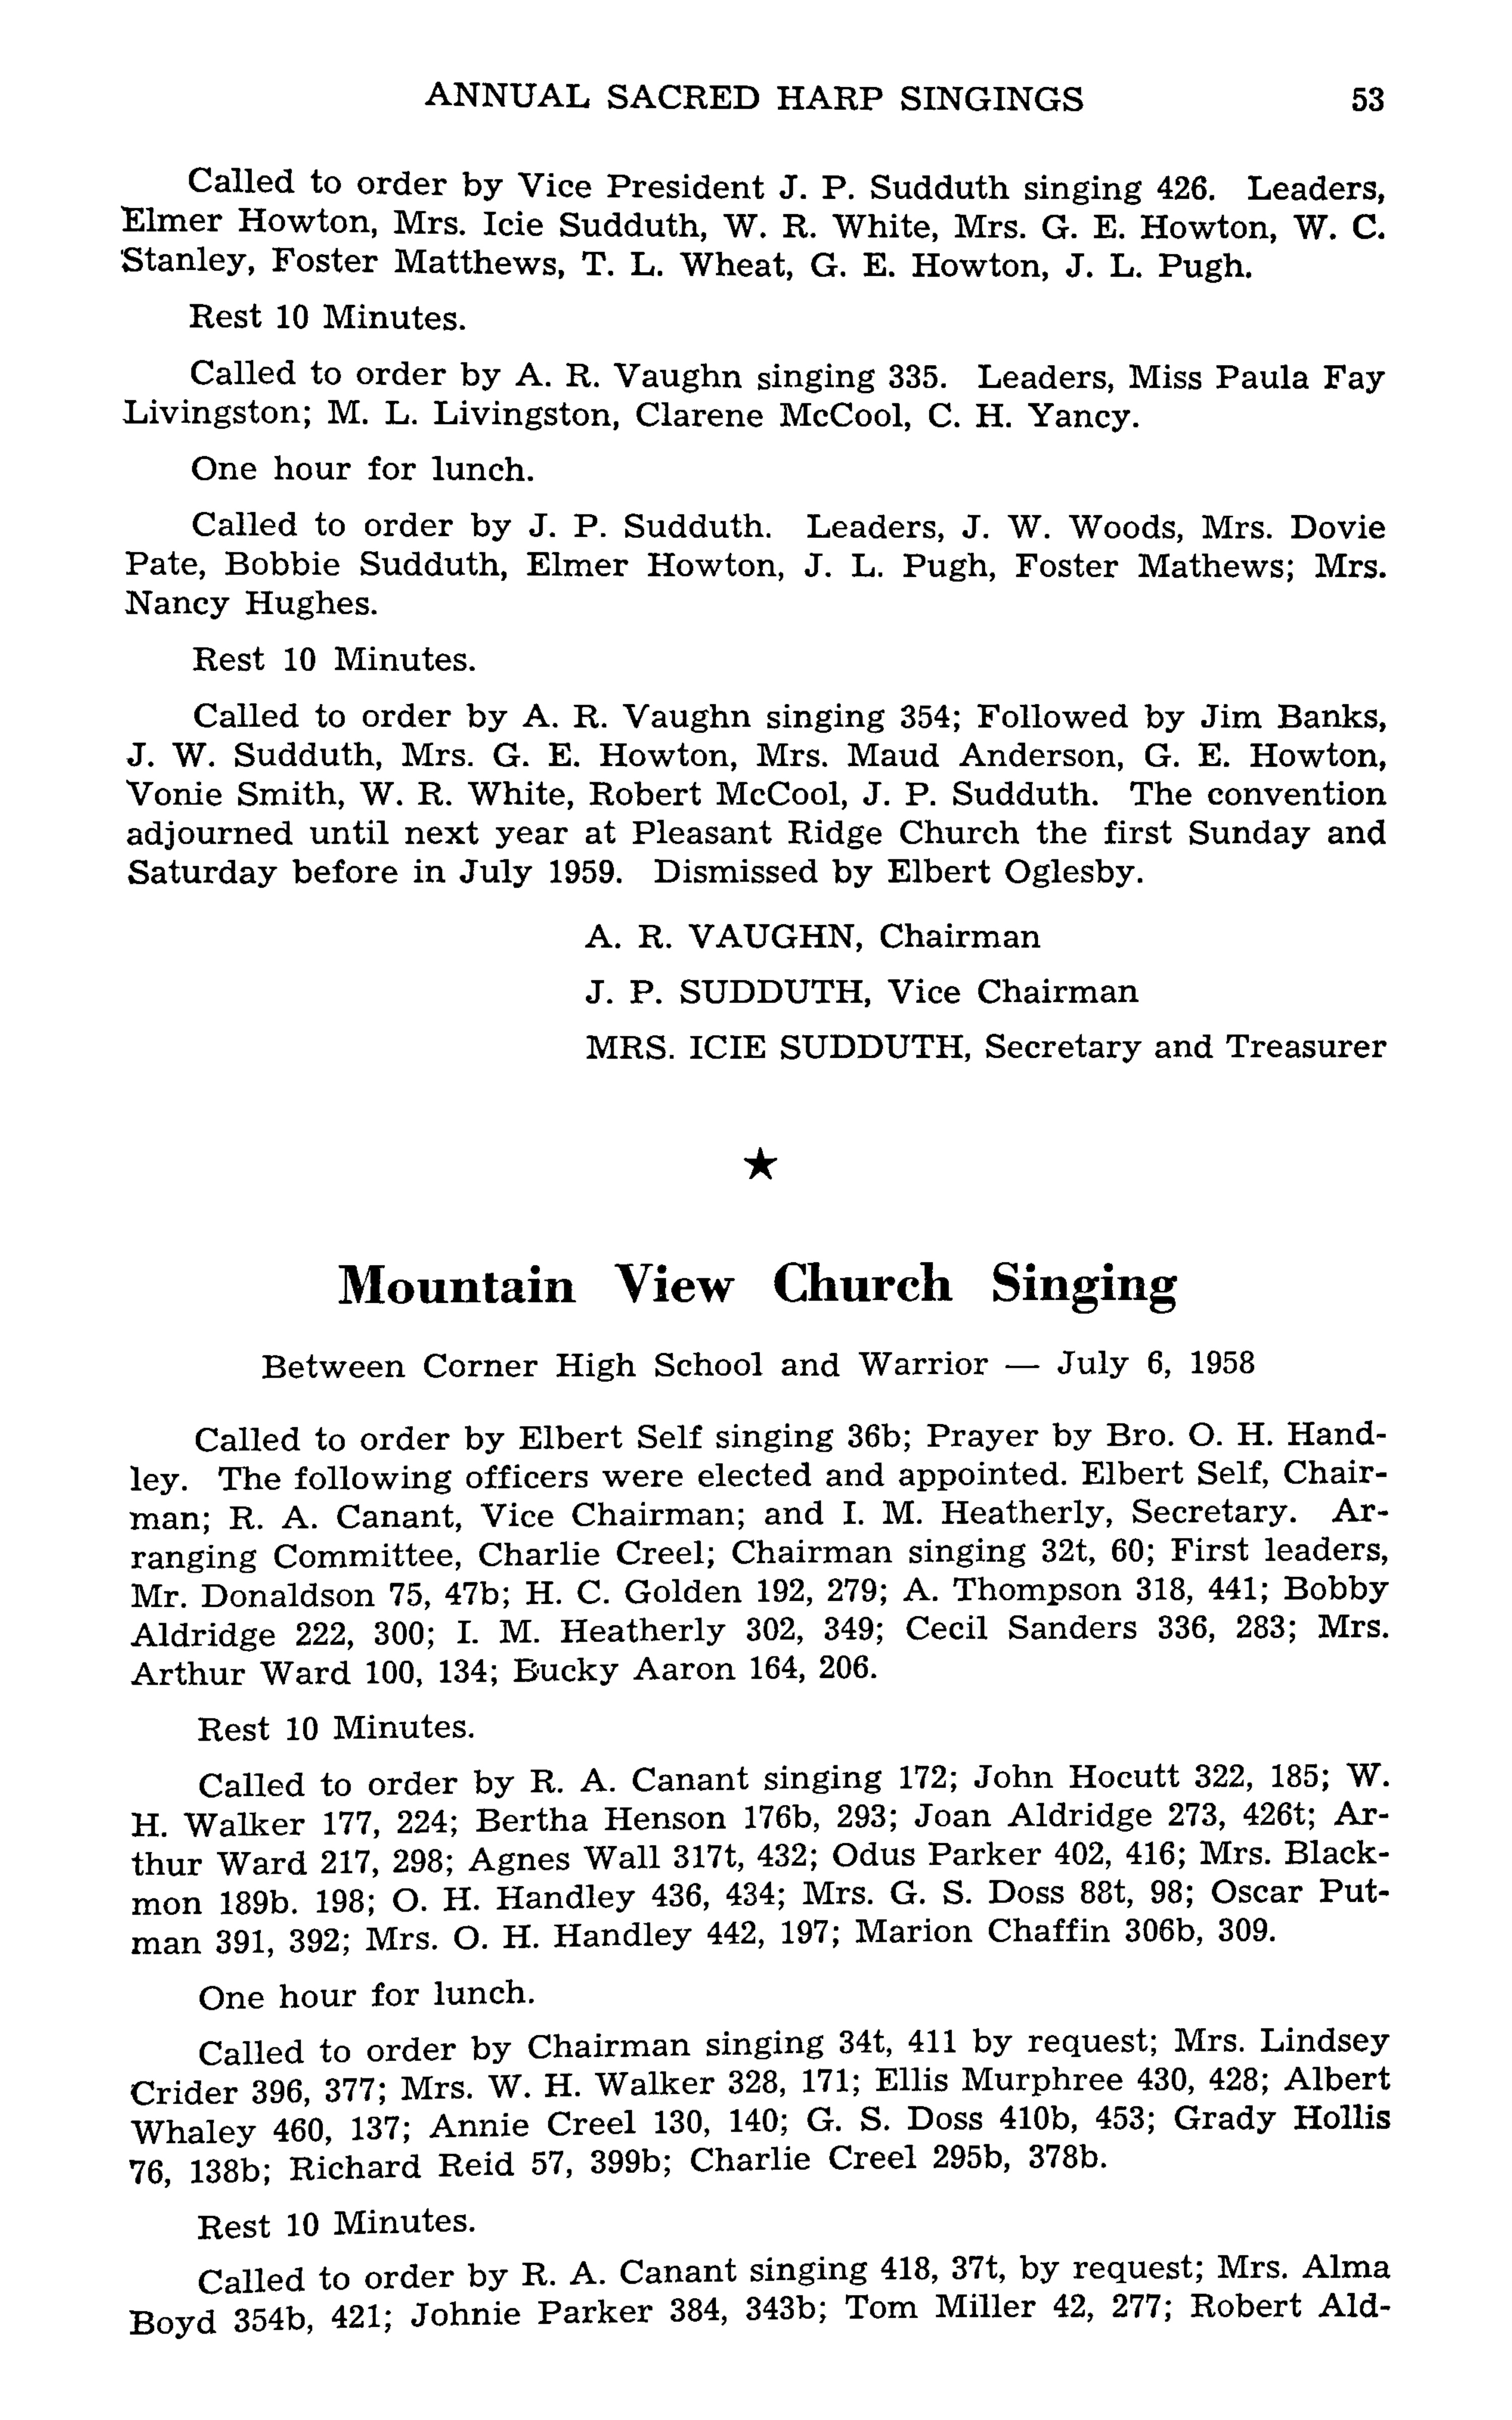 ANNUAL SACRED HARP SINGINGS 53
Called to order by Vice President J. P. Sudduth singing 426. Leaders,
Elmer Howton, Mrs. Icie Sudduth, W. R. White, Mrs. G. E. Howton, W. C.
Stanley, Foster Matthews, T. L. Wheat, G. E. Howton, J. L. Pugh.
Rest 10 Minutes.
Called to order by A. R. Vaughn singing 335. Leaders, Miss Paula Fay
Livingston; M. L. Livingston, Clarene McCool, C. H. Yancy.
One hour for lunch.
Called to order by J. P. Sudduth. Leaders, J. W. Woods, Mrs. Dovie
Pate, Bobbie Sudduth, Elmer Howton, J. L. Pugh, Foster Mathews; Mrs.
Nancy Hughes.
Rest 10 Minutes.
Called to order by A. R. Vaughn singing 354; Followed by Jim Banks,
J. W. Sudduth, Mrs. G. E. Howton, Mrs. Maud Anderson, G. E. Howton,
Vonie Smith, W. R. White, Robert McCool, J. P. Sudduth. The convention
adjourned until next year at Pleasant Ridge Church the first Sunday and
Saturday before in July 1959. Dismissed by Elbert Oglesby.
A. R. VAUGHN, Chairman
J. P. SUDDUTH, Vice Chairman
MRS. ICIE SUDDUTH, Secretary and Treasurer
★
Mountain View Church Singing
Between Corner High School and Warrior — July 6, 1958
Called to order by Elbert Self singing 36b; Prayer by Bro. O. H. Hand-
ley. The following officers were elected and appointed. Elbert Self, Chair-
man; R. A. Canant, Vice Chairman; and I. M. Heatherly, Secretary. Ar-
ranging Committee, Charlie Creel; Chairman singing 32t, 60; First leaders,
Mr. Donaldson 75, 47b; H. C. Golden 192, 279; A. Thompson 318, 441; Bobby
Aldridge 222, 300; I. M. Heatherly 302, 349; Cecil Sanders 336, 283; Mrs.
Arthur Ward 100, 134; Bucky Aaron 164, 206.
Rest 10 Minutes.
Called to order by R. A. Canant singing 172; John Hocutt 322, 185; W.
H. Walker 177, 224; Bertha Henson 176b, 293; Joan Aldridge 273, 426t; Ar-
thur Ward 217, 298; Agnes Wall 317t, 432; Odus Parker 402, 416; Mrs. Black-
mon 189b. 198; O. H. Handley 436, 434; Mrs. G. S. Doss 88t, 98; Oscar Put-
man 391, 392; Mrs. O. H. Handley 442, 197; Marion Chaffin 306b, 309.
One hour for lunch.
Called to order by Chairman singing 34t, 411 by request; Mrs. Lindsey
Crider 396, 377; Mrs. W. H. Walker 328, 171; Ellis Murphree 430, 428; Albert
Whaley 460, 137; Annie Creel 130, 140; G. S. Doss 410b, 453; Grady Hollis
76, 138b; Richard Reid 57, 399b; Charlie Creel 295b, 378b.
Rest 10 Minutes.
Called to order by R. A. Canant singing 418, 37t, by request; Mrs. Alma
Boyd 354b, 421; Johnie Parker 384, 343b; Tom Miller 42, 277; Robert Ald-